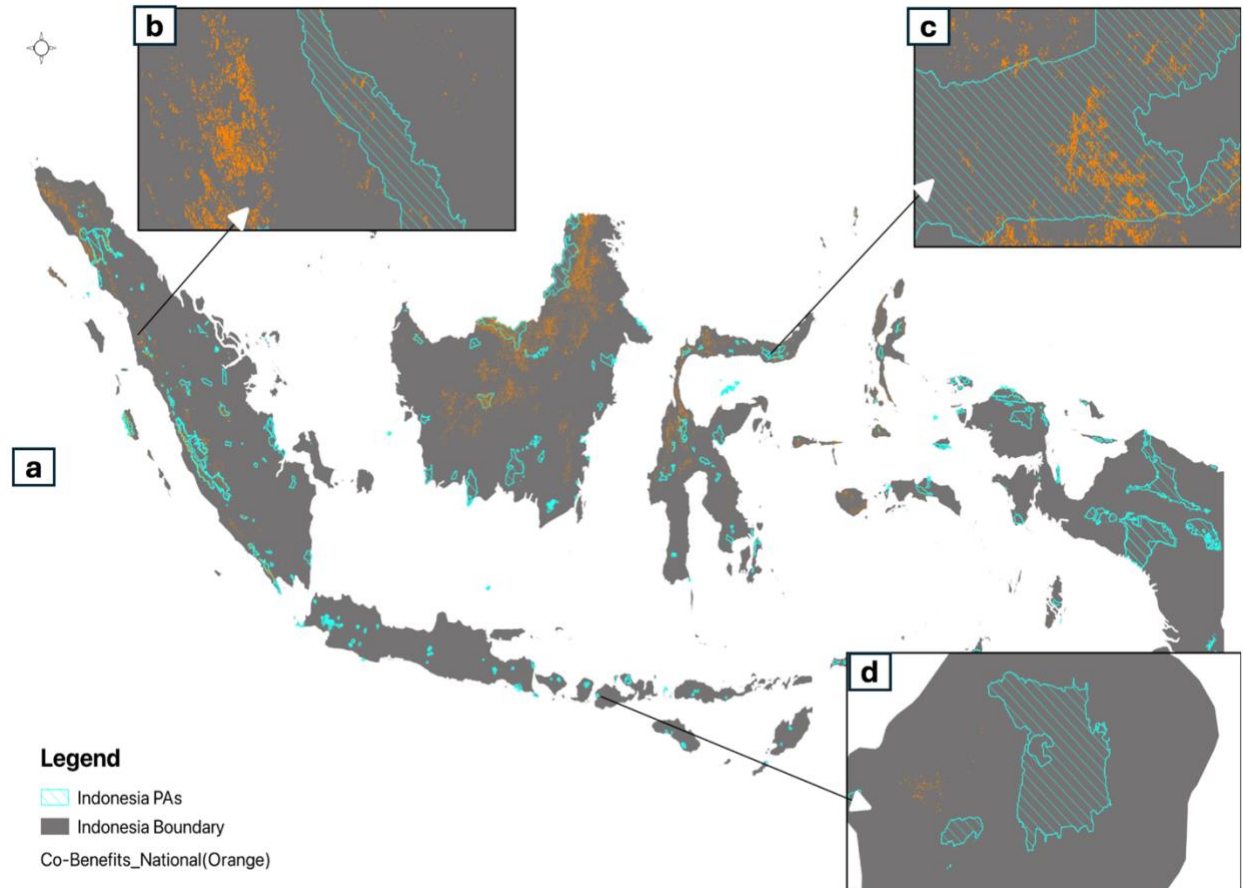 b
c
a
d
Legend
Indonesia PAs
Indonesia Boundary
Co-Benefits_National(Orange)